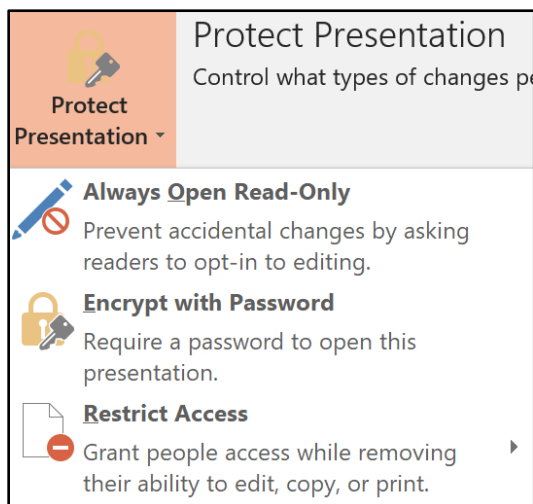 Protect Presentation
Control what types of changes
Protect
Presentation
Always Open Read-Only
Prevent accidental changes by asking
readers to opt-in to editing.
Encrypt with Password
Require a password to open this
presentation.
Restrict Access
Grant people access while removing
their ability to edit, copy, or print.